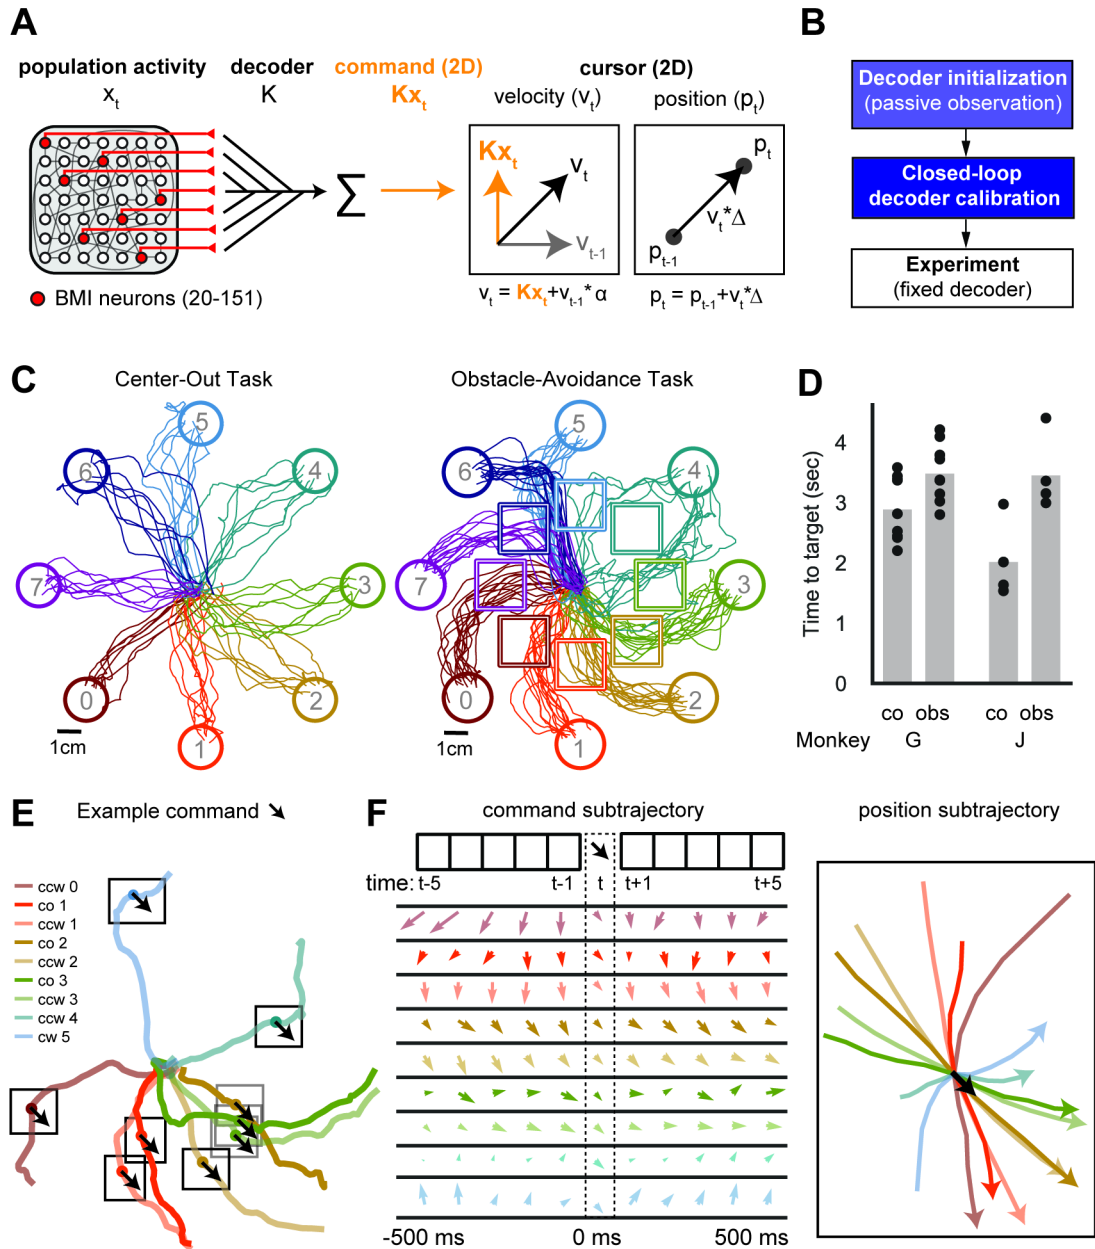 A
population activity
x_t
decoder
K
command (2D)
Kx_t
cursor (2D)
velocity (v_t)
position (p_t)
Σ
Kx_t
v_t
v_t-1
p_t
v_t*Δ
p_t-1
BMI neurons (20-151)
v_t = Kx_t+v_t-1*α
p_t = p_t-1+v_t*Δ
B
Decoder initialization
(passive observation)
Closed-loop
decoder calibration
Experiment
(fixed decoder)
C
Center-Out Task
5
6
4
7
3
0
2
1
1cm
Obstacle-Avoidance Task
5
6
4
7
3
0
2
1
1cm
D
Time to target (sec)
4
3
2
1
0
co obs co obs
Monkey G J
E
Example command
ccw 0
co 1
ccw 1
co 2
ccw 2
co 3
ccw 3
ccw 4
cw 5
F
command subtrajectory
time: t-5 t-1 t t+1 t+5
-500 ms 0 ms 500 ms
position subtrajectory